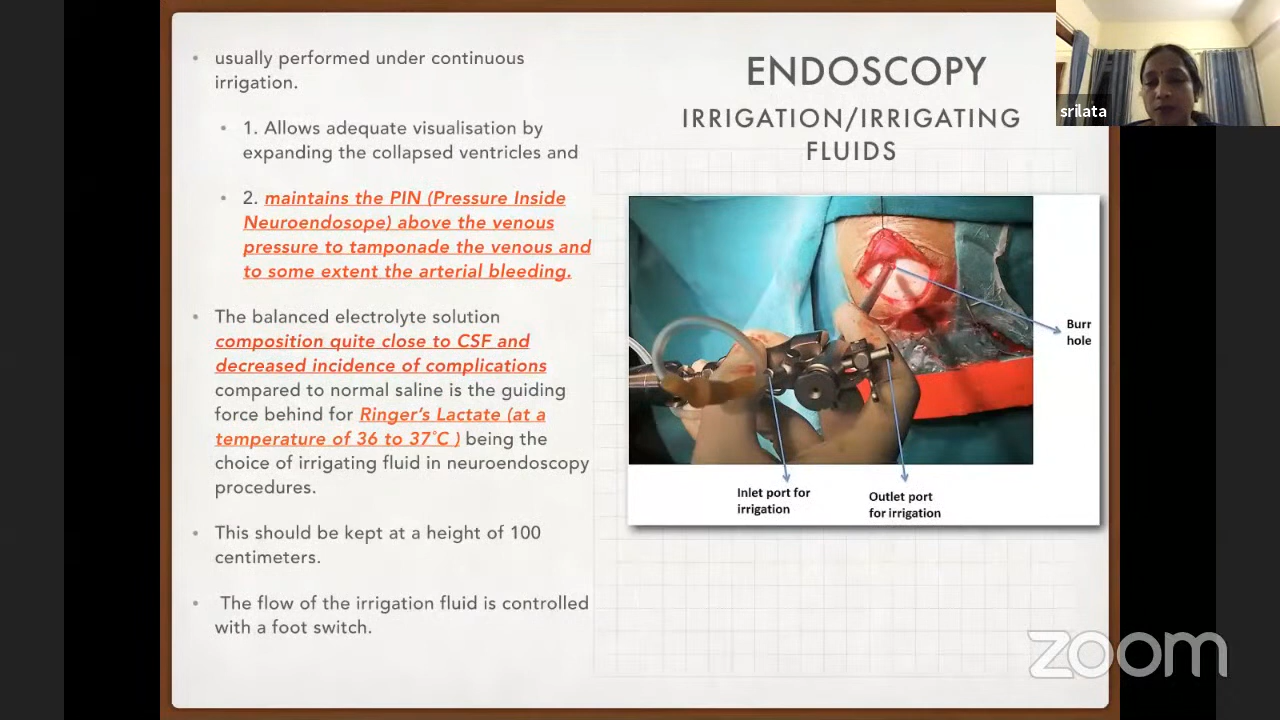 • usually performed under continuous
irrigation.
• 1. Allows adequate visualisation by
expanding the collapsed ventricles and
• 2. maintains the PIN (Pressure Inside
Neuroendosope) above the venous
pressure to tamponade the venous and
to some extent the arterial bleeding.
• The balanced electrolyte solution
composition quite close to CSF and
decreased incidence of complications
compared to normal saline is the guiding
force behind for Ringer's Lactate (at a
temperature of 36 to 37°C ) being the
choice of irrigating fluid in neuroendoscopy
procedures.
• This should be kept at a height of 100
centimeters.
• The flow of the irrigation fluid is controlled
with a foot switch.
ENDOSCOPY
IRRIGATION/IRRIGATING
FLUIDS
Burr
hole
Inlet port for
irrigation
Outlet port
for irrigation
srilata
zoom